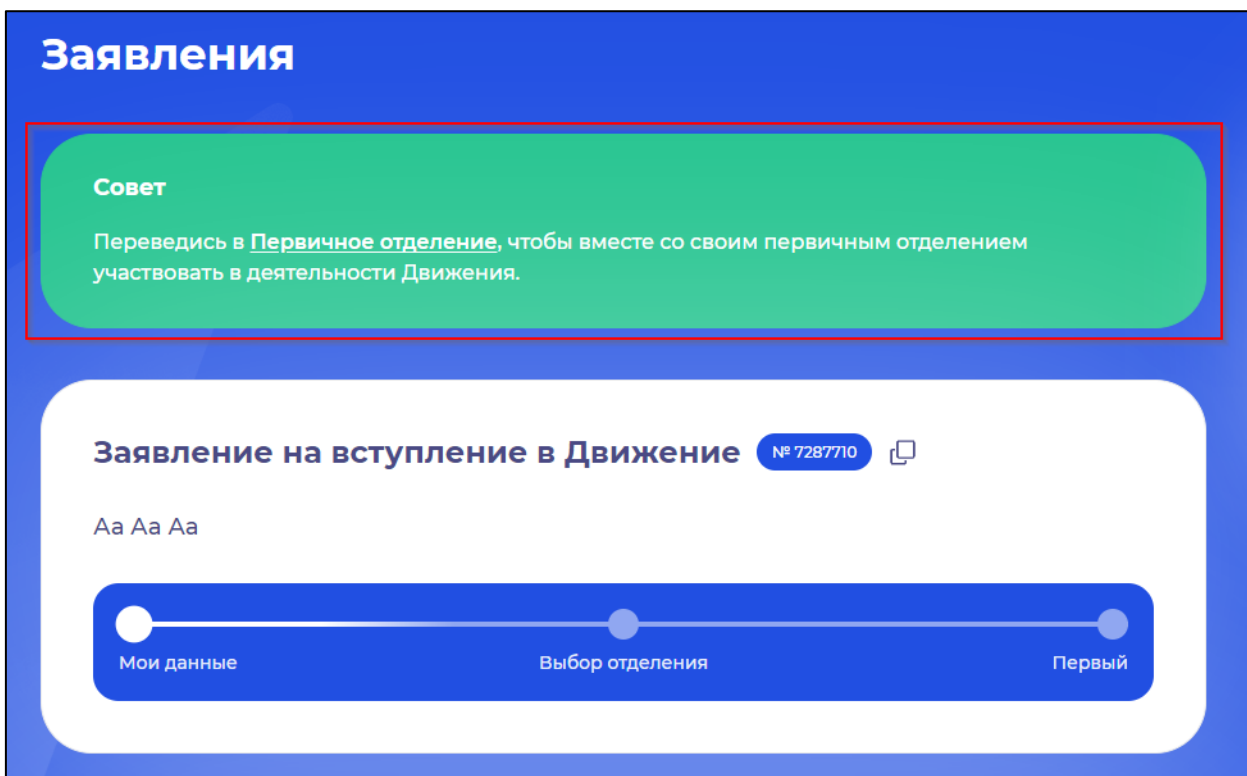 Заявления
Совет
Переведись в Первичное отделение, чтобы вместе со своим первичным отделением
участвовать в деятельности Движения.
Заявление на вступление в Движение № 7287710
Аа Аа Аа
Мои данные Выбор отделения Первый